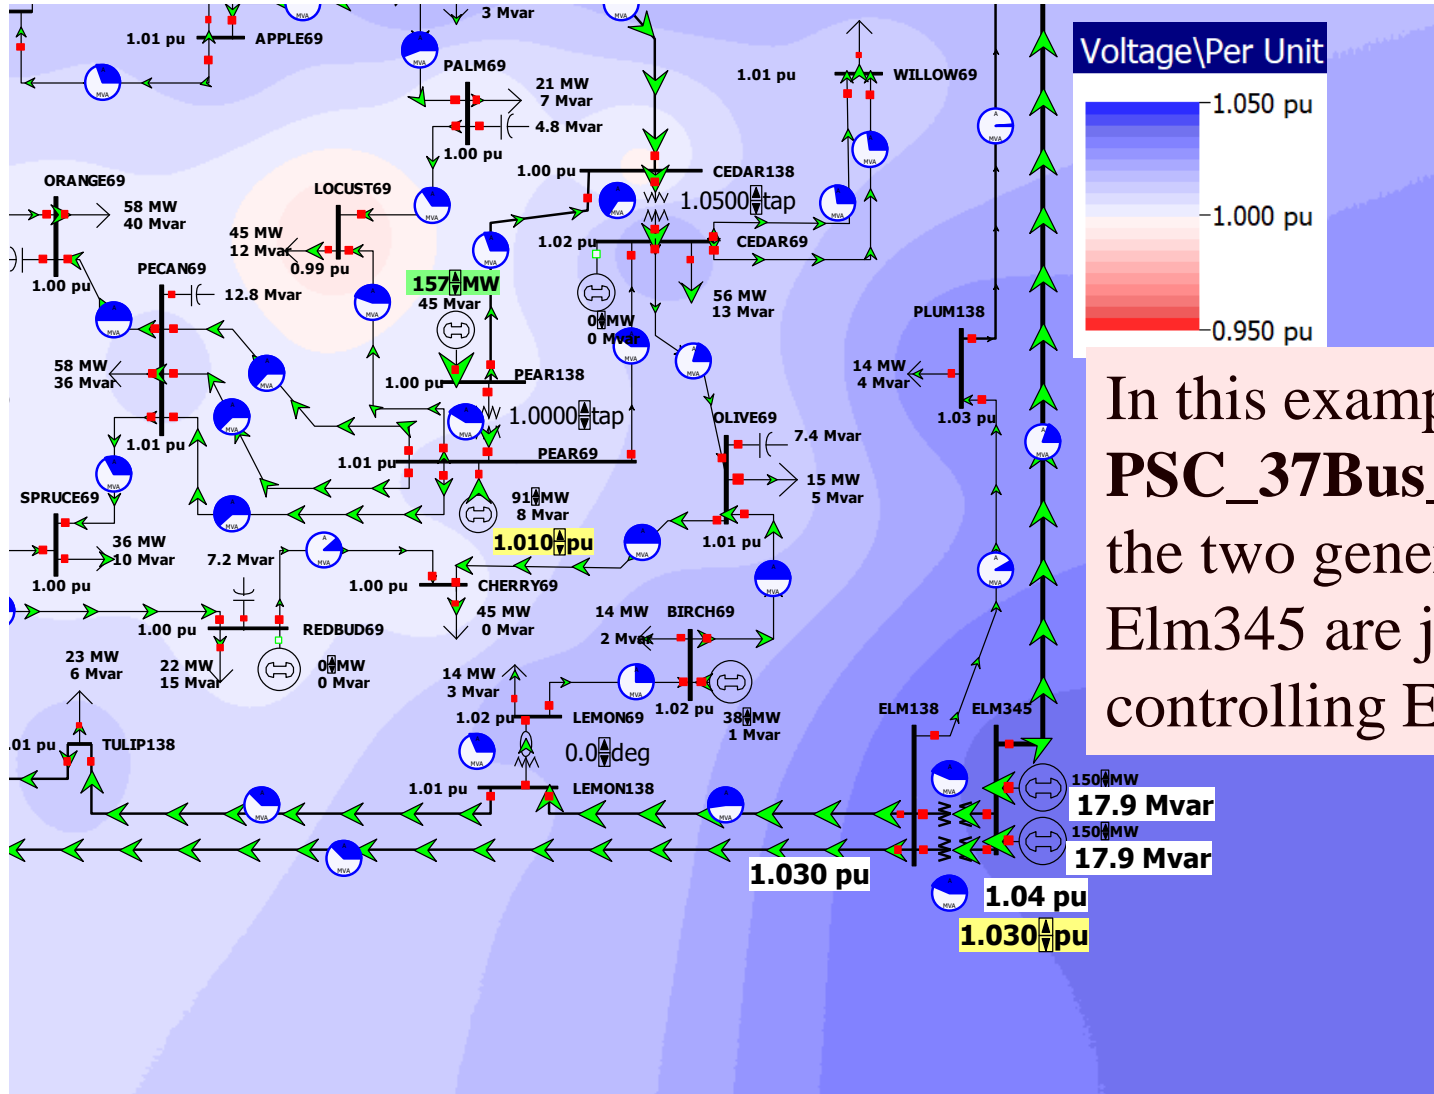 3 Mvar
1.01 pu
APPLE69
PALM69
21 MW
7 Mvar
4.8 Mvar
1.00 pu
1.01 pu
WILLOW69
Voltage\Per Unit
1.050 pu
1.000 pu
0.950 pu
ORANGE69
58 MW
40 Mvar
1.00 pu
LOCUST69
45 MW
12 Mvar
0.99 pu
1.00 pu
CEDAR138
1.0500 tap
1.02 pu
CEDAR69
56 MW
13 Mvar
0 MW
0 Mvar
PECAN69
12.8 Mvar
58 MW
36 Mvar
1.01 pu
157 MW
45 Mvar
1.00 pu
PEAR138
1.0000 tap
1.01 pu
PEAR69
91 MW
8 Mvar
1.010 pu
PLUM138
14 MW
4 Mvar
1.03 pu
OLIVE69
7.4 Mvar
15 MW
5 Mvar
1.01 pu
SPRUCE69
36 MW
10 Mvar
1.00 pu
7.2 Mvar
1.00 pu
REDBUD69
22 MW
15 Mvar
0 MW
0 Mvar
1.00 pu
CHERRY69
45 MW
0 Mvar
14 MW
2 Mvar
BIRCH69
1.02 pu
38 MW
1 Mvar
23 MW
6 Mvar
.01 pu
TULIP138
14 MW
3 Mvar
1.02 pu
LEMON69
0.0 deg
1.01 pu
LEMON138
ELM138
ELM345
150 MW
17.9 Mvar
150 MW
17.9 Mvar
1.030 pu
1.04 pu
1.030 pu
In this examp
PSC_37Bus_
the two gener
Elm345 are j
controlling E
A
MVA